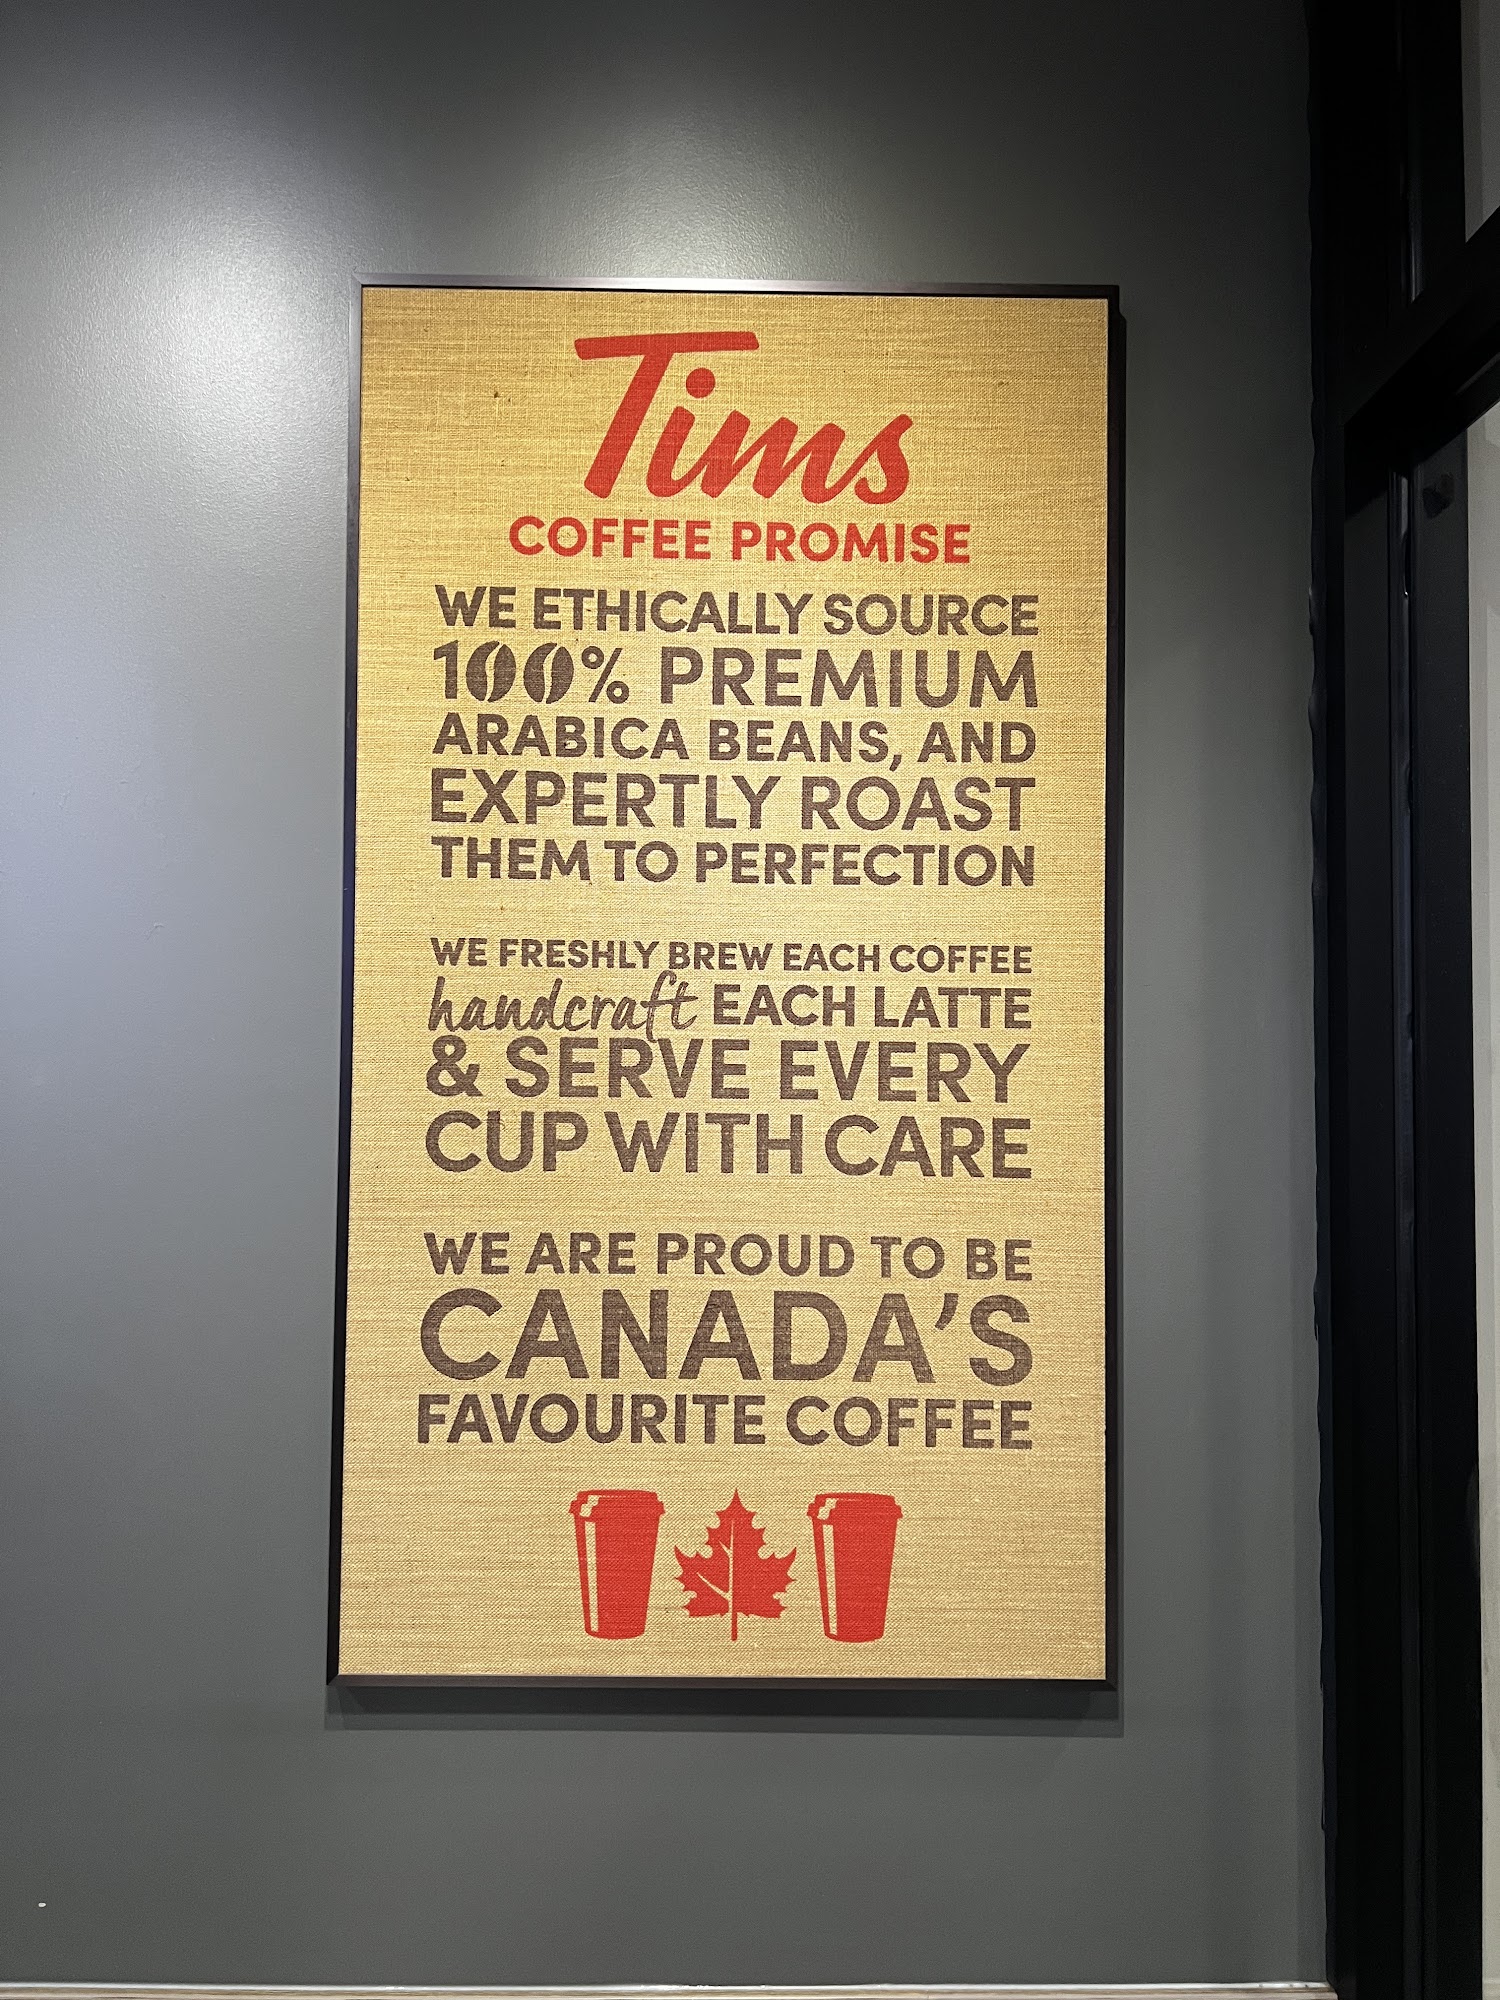 Tims
COFFEE PROMISE
WE ETHICALLY SOURCE
100% PREMIUM
ARABICA BEANS, AND
EXPERTLY ROAST
THEM TO PERFECTION
WE FRESHLY BREW EACH COFFEE
handcraft EACH LATTE
& SERVE EVERY
CUP WITH CARE
WE ARE PROUD TO BE
CANADA'S
FAVOURITE COFFEE